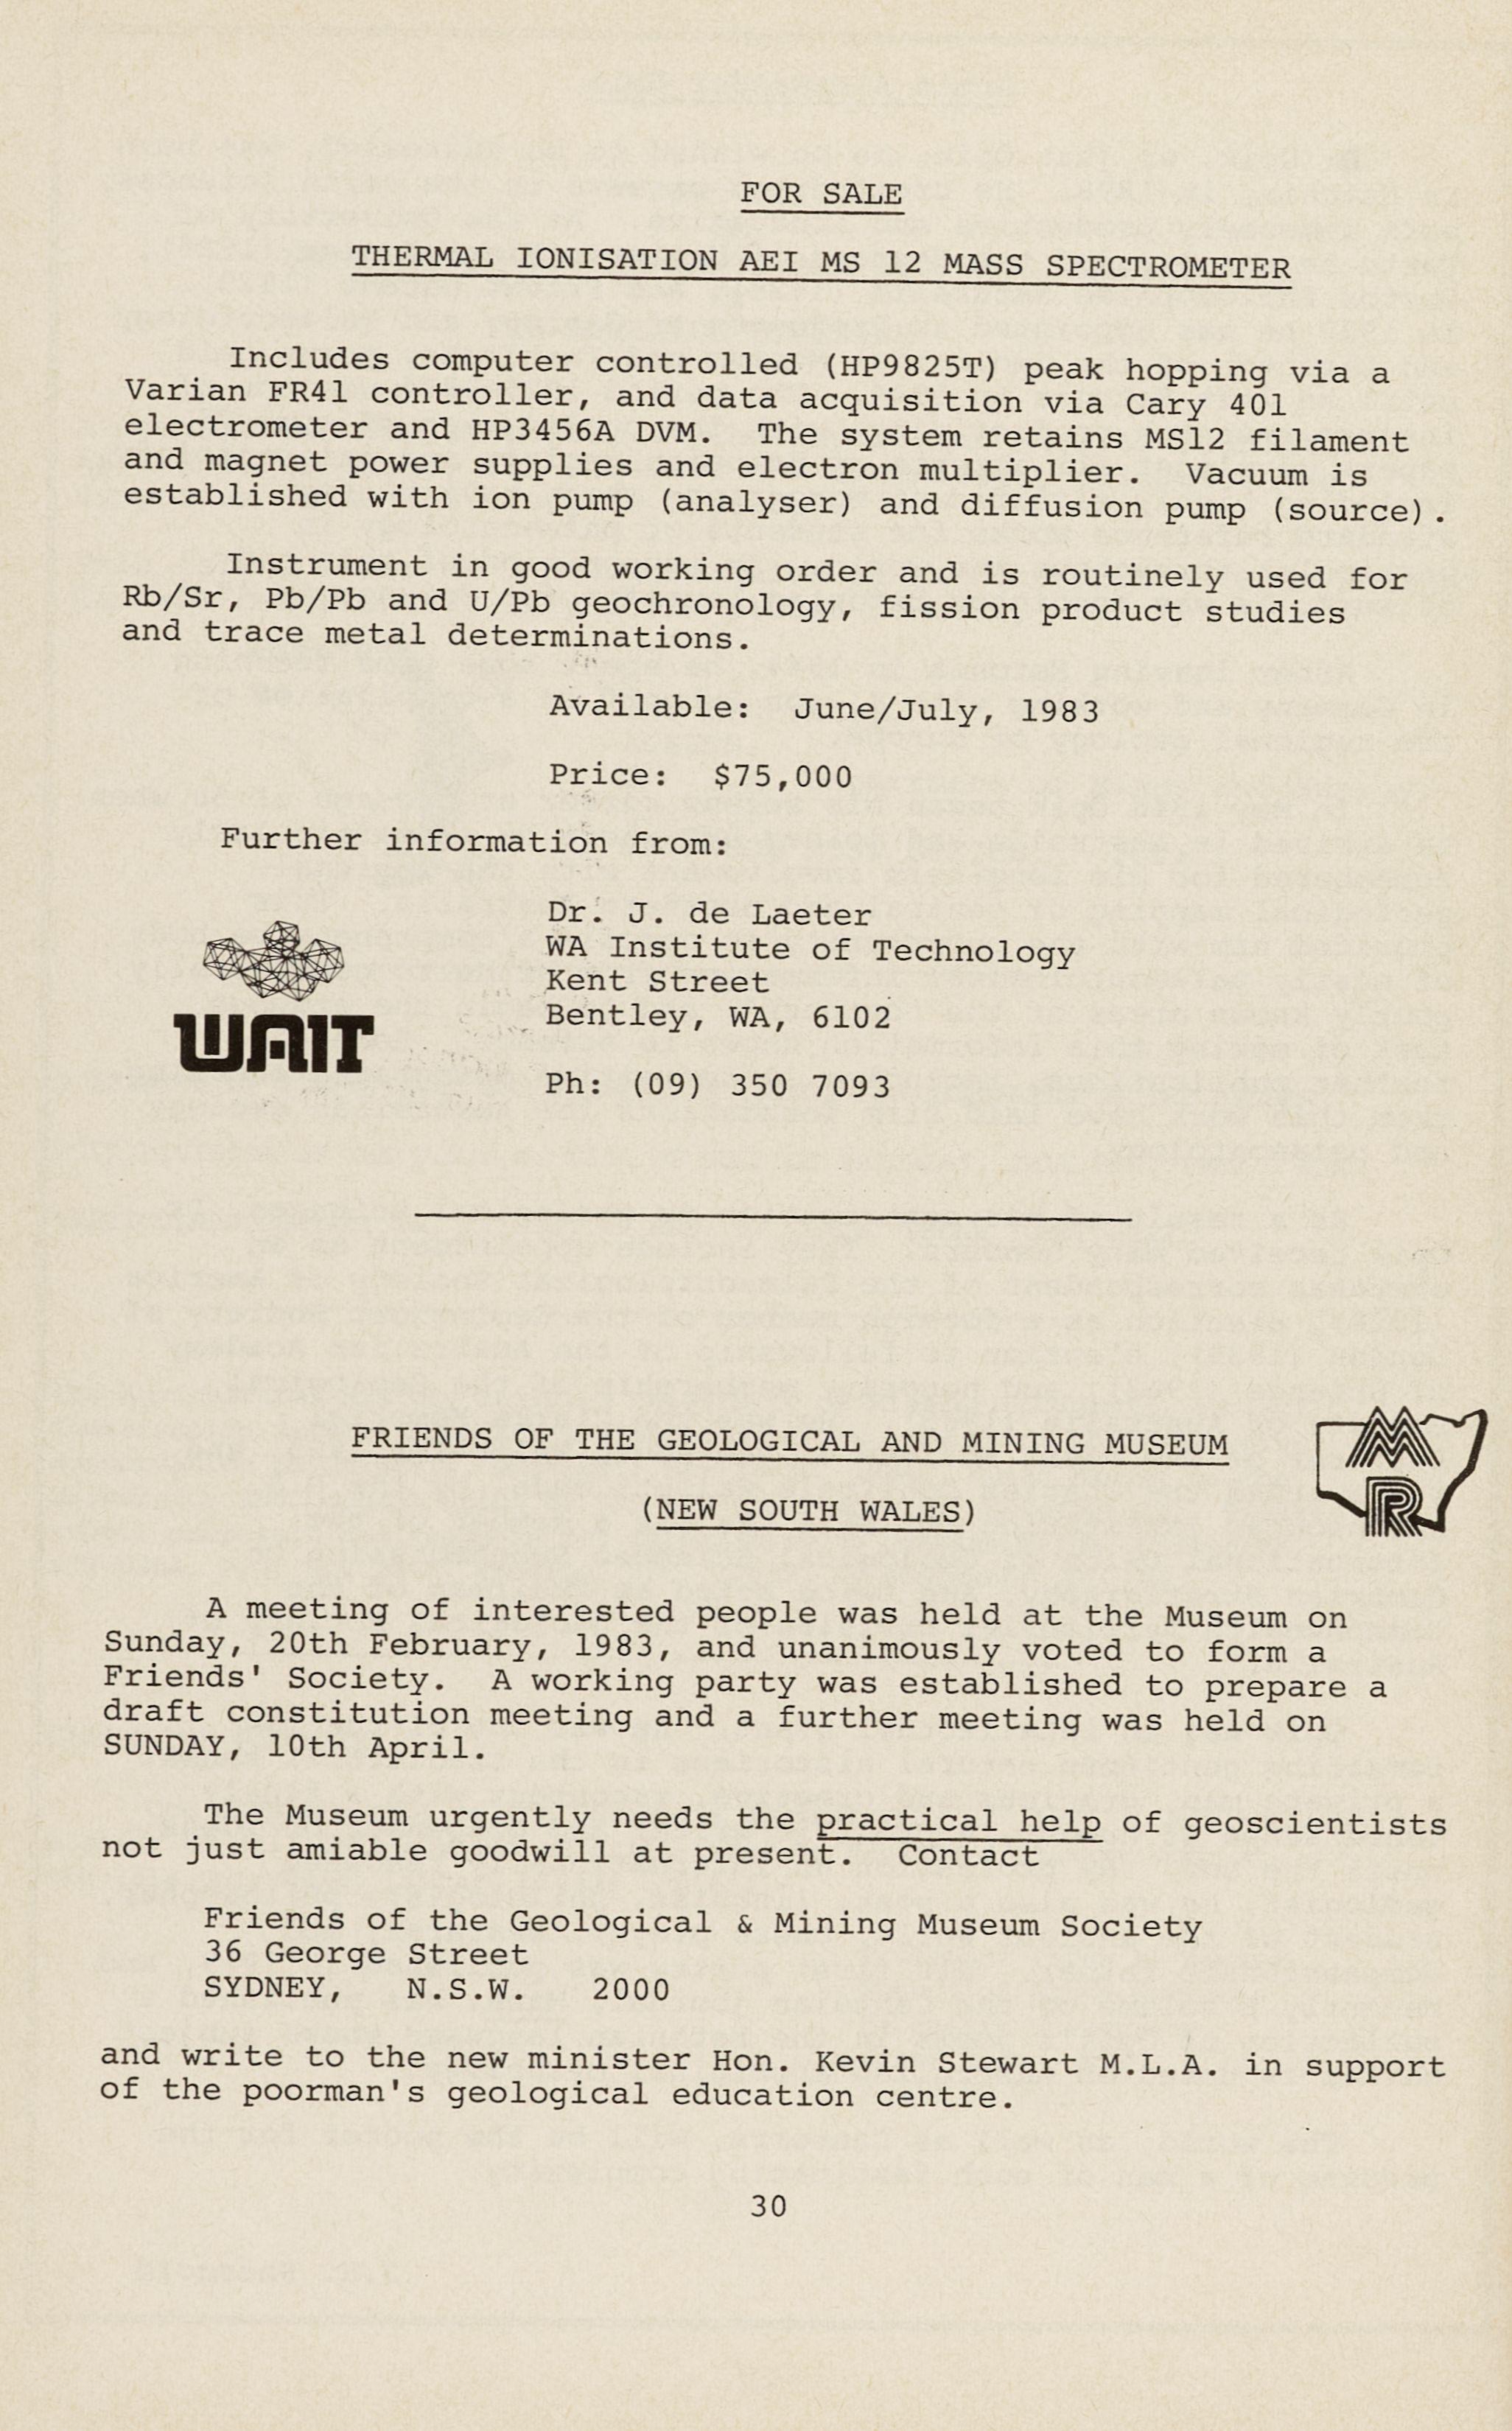 FOR SALE
THERMAL IONISATION AEI MS 12 MASS SPECTROMETER
Includes computer controlled (HP9825T) peak hopping via a
Varian FR41 controller, and data acquisition via Cary 401
electrometer and HP3456A DVM. The system retains MS12 filament
and magnet power supplies and electron multiplier. Vacuum is
established with ion pump (analyser) and diffusion pump (source).
Instrument in good working order and is routinely used for
Rb/Sr, Pb/Pb and U/Pb geochronology, fission product studies
and trace metal determinations.
Available: June/July, 1983
Price: $75,000
Further information from:
Dr. J. de Laeter
WA Institute of Technology
Kent Street
Bentley, WA, 6102
Ph: (09) 350 7093
WAIT
FRIENDS OF THE GEOLOGICAL AND MINING MUSEUM
(NEW SOUTH WALES)
M
R
A meeting of interested people was held at the Museum on
Sunday, 20th February, 1983, and unanimously voted to form a
Friends' Society. A working party was established to prepare a
draft constitution meeting and a further meeting was held on
SUNDAY, 10th April.
The Museum urgently needs the practical help of geoscientists
not just amiable goodwill at present. Contact
Friends of the Geological & Mining Museum Society
36 George Street
SYDNEY, N.S.W. 2000
and write to the new minister Hon. Kevin Stewart M.L.A. in support
of the poorman's geological education centre.
30